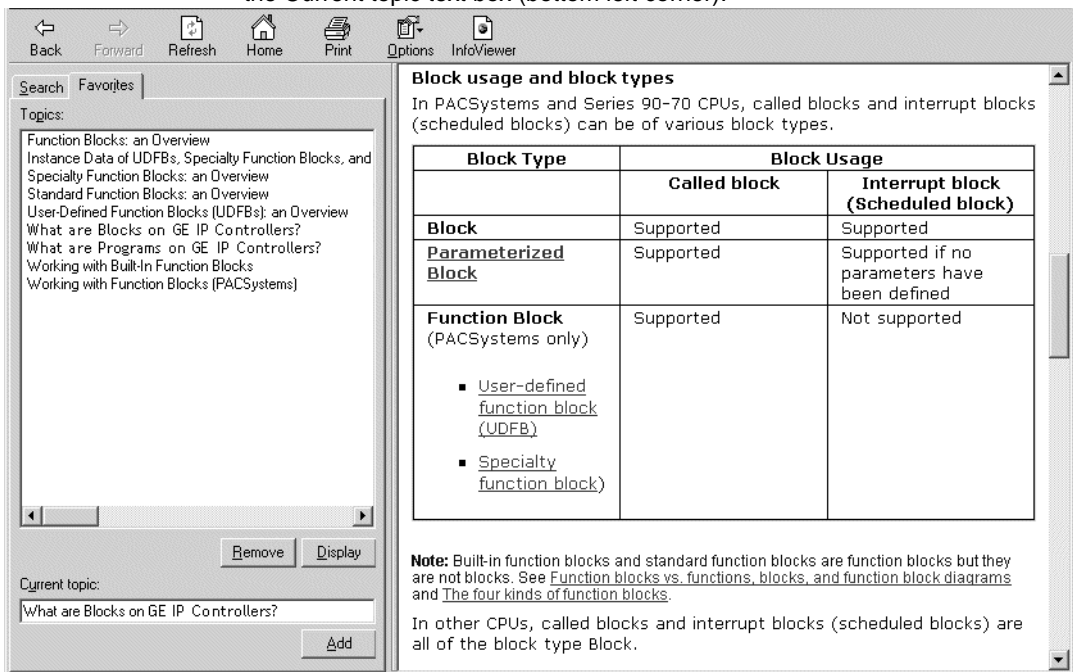 the Current topic text box (bottom left corner).
Back Forward Refresh Home Print Options InfoViewer
Search Favorites
Topics:
Function Blocks: an Overview
Instance Data of UDFBs, Specialty Function Blocks, and
Specialty Function Blocks: an Overview
Standard Function Blocks: an Overview
User-Defined Function Blocks (UDFBs): an Overview
What are Blocks on GE IP Controllers?
What are Programs on GE IP Controllers?
Working with Built-In Function Blocks
Working with Function Blocks (PACSystems)
Remove Display
Current topic:
What are Blocks on GE IP Controllers?
Add
Block usage and block types
In PACSystems and Series 90-70 CPUs, called blocks and interrupt blocks
(scheduled blocks) can be of various block types.
Block Type Block Usage
Called block Interrupt block
(Scheduled block)
Block Supported Supported
Parameterized Supported Supported if no
Block parameters have
been defined
Function Block Supported Not supported
(PACSystems only)
▪ User-defined
function block
(UDFB)
▪ Specialty
function block)
Note: Built-in function blocks and standard function blocks are function blocks but they
are not blocks. See Function blocks vs. functions, blocks, and function block diagrams
and The four kinds of function blocks.
In other CPUs, called blocks and interrupt blocks (scheduled blocks) are
all of the block type Block.